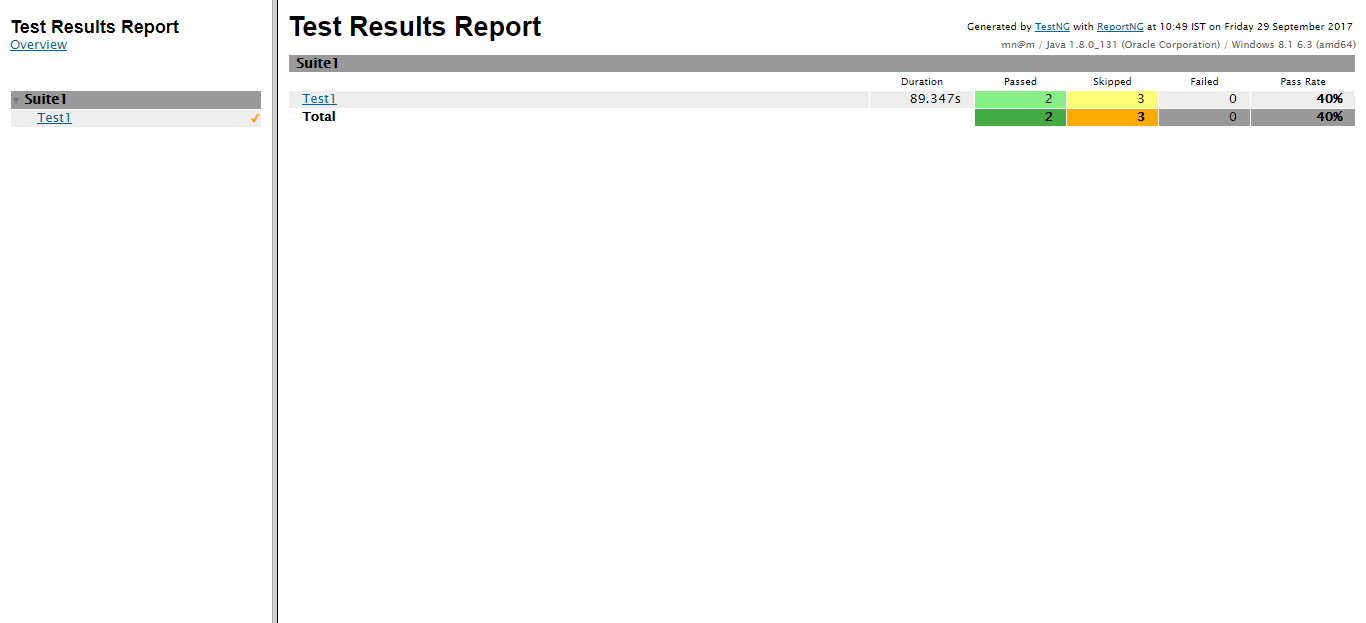 Test Results Report
Overview
Suite1
Test1
Test Results Report
Generated by TestNG with ReportNG at 10:49 IST on Friday 29 September 2017
mn@m / Java 1.8.0_131 (Oracle Corporation) / Windows 8.1 6.3 (amd64)
Suite1
Duration Passed Skipped Failed Pass Rate
Test1 89.347s 2 3 0 40%
Total 2 3 0 40%